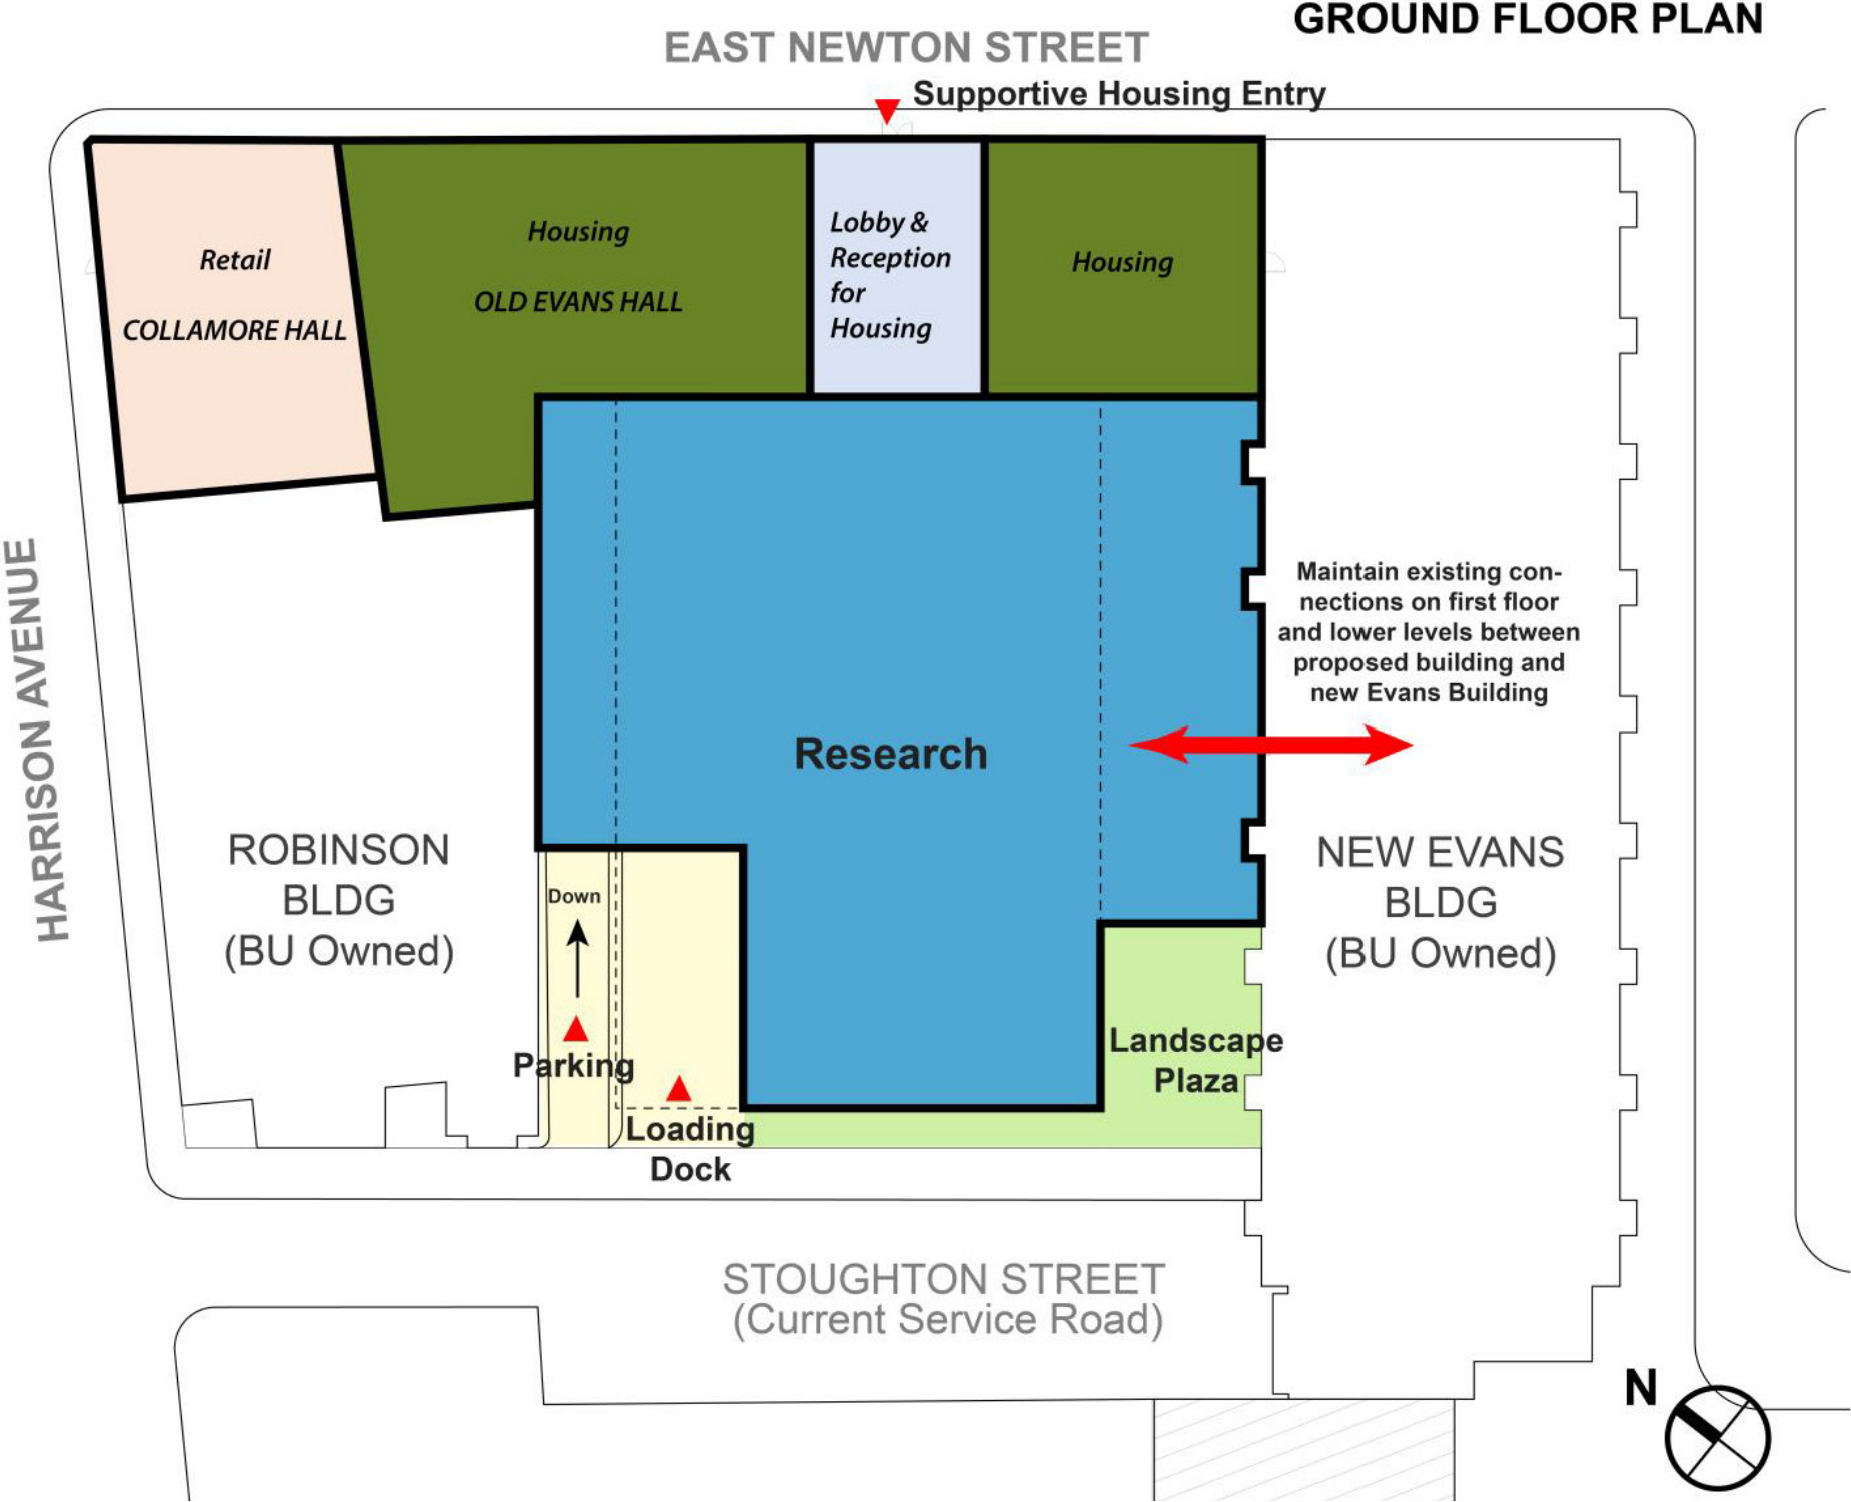 GROUND FLOOR PLAN
EAST NEWTON STREET
Supportive Housing Entry
Retail
COLLAMORE HALL
Housing
OLD EVANS HALL
Lobby &
Reception
for
Housing
Housing
HARRISON AVENUE
Maintain existing con-
nections on first floor
and lower levels between
proposed building and
new Evans Building
Research
ROBINSON
BLDG
(BU Owned)
NEW EVANS
BLDG
(BU Owned)
Down
Parking
Landscape
Plaza
Loading
Dock
STOUGHTON STREET
(Current Service Road)
N